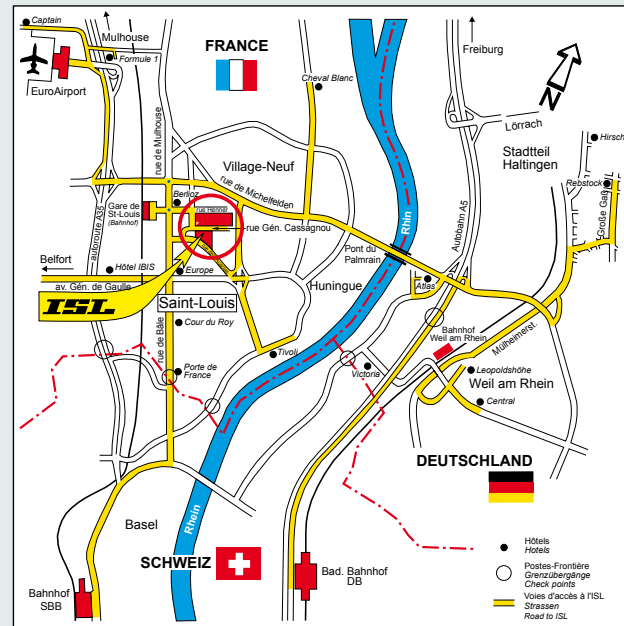 Captain
Mulhouse
Formule 1
EuroAirport
FRANCE
Cheval Blanc
Freiburg
N
Lörrach
Stadtteil
Haltingen
Hirsch
Rebstock
Große Gaß
rue de Mulhouse
Village-Neuf
rue de Michelfelden
Berlioz
Gare de
St-Louis
(Bahnhof)
rue Henner
rue Gén. Cassagnou
autoroute A35
Rhin
Autobahn A5
Pont du
Palmrain
Belfort
Hôtel IBIS
Europe
av. Gén. de Gaulle
ISL
Saint-Louis
Huningue
Atlas
Cour du Roy
rue de Bâle
Tivoli
Porte de
France
Victoria
Bahnhof
Weil am Rhein
Mülheimerst.
Leopoldshöhe
Weil am Rhein
Central
DEUTSCHLAND
Rhein
Basel
SCHWEIZ
Bahnhof
SBB
Bad. Bahnhof
DB
Hôtels
Hotels
Postes-Frontière
Grenzübergänge
Check points
Voies d'accès à l'ISL
Strassen
Road to ISL